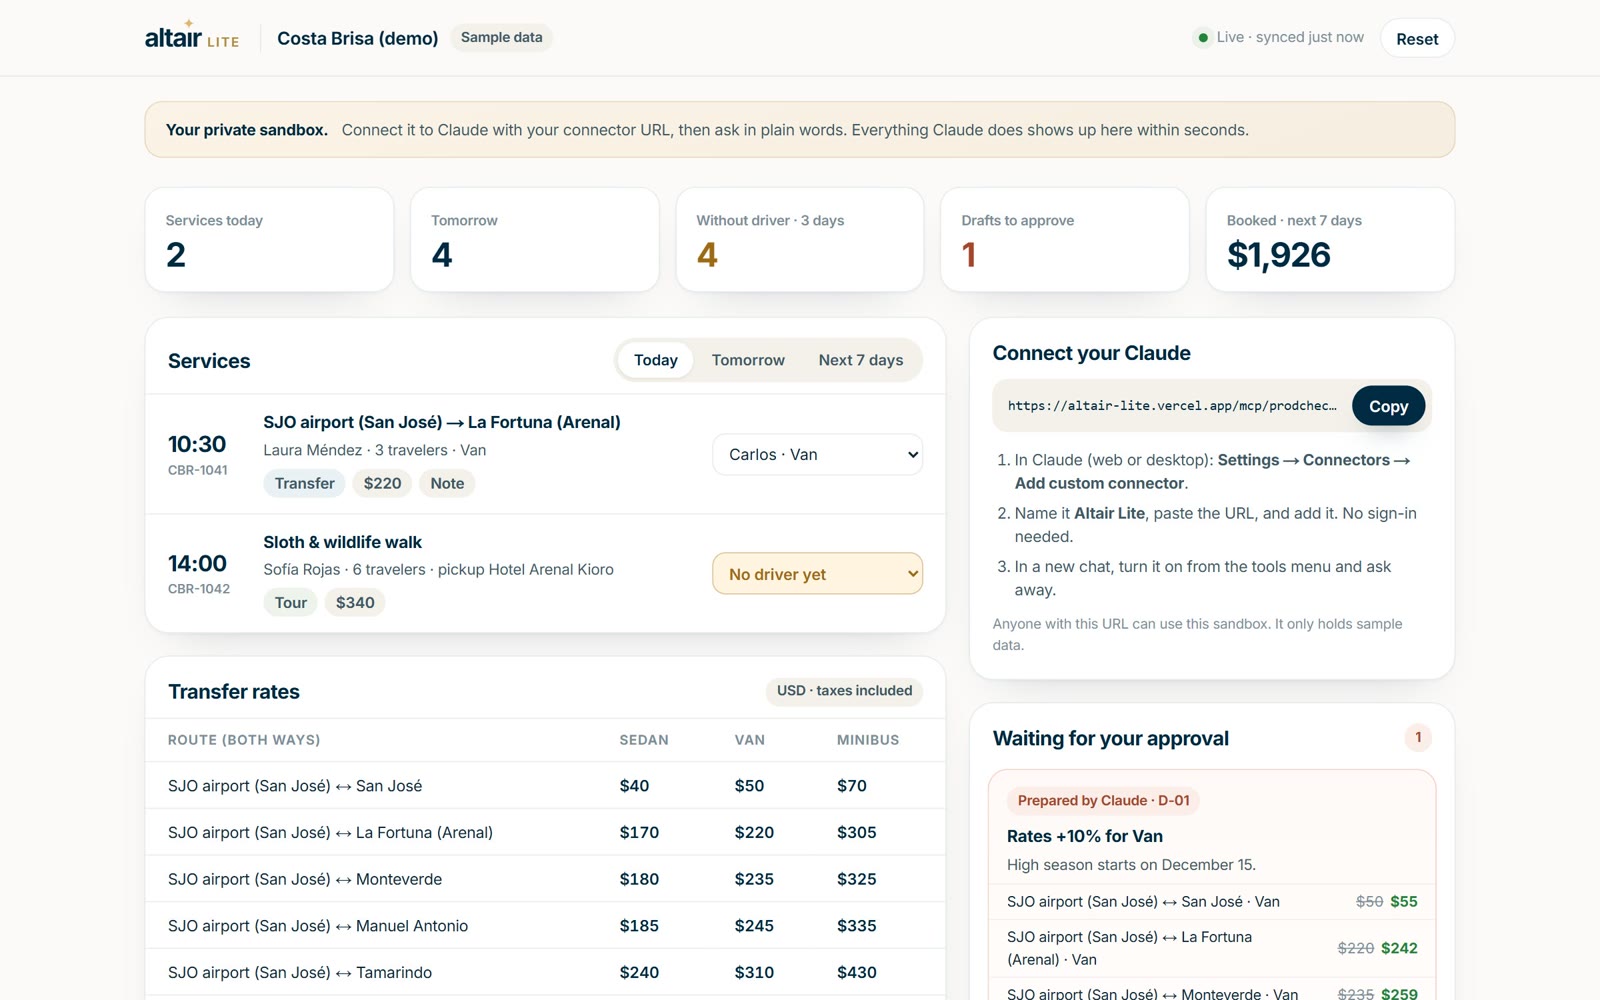 altair LITE
Costa Brisa (demo)
Sample data
Live · synced just now
Reset
Your private sandbox. Connect it to Claude with your connector URL, then ask in plain words. Everything Claude does shows up here within seconds.
Services today
2
Tomorrow
4
Without driver · 3 days
4
Drafts to approve
1
Booked · next 7 days
$1,926
Services
Today
Tomorrow
Next 7 days
10:30
CBR-1041
SJO airport (San José) → La Fortuna (Arenal)
Laura Méndez · 3 travelers · Van
Transfer
$220
Note
Carlos · Van
14:00
CBR-1042
Sloth & wildlife walk
Sofía Rojas · 6 travelers · pickup Hotel Arenal Kioro
Tour
$340
No driver yet
Transfer rates
USD · taxes included
ROUTE (BOTH WAYS) SEDAN VAN MINIBUS
SJO airport (San José) ↔ San José $40 $50 $70
SJO airport (San José) ↔ La Fortuna (Arenal) $170 $220 $305
SJO airport (San José) ↔ Monteverde $180 $235 $325
SJO airport (San José) ↔ Manuel Antonio $185 $245 $335
SJO airport (San José) ↔ Tamarindo $240 $310 $430
Connect your Claude
https://altair-lite.vercel.app/mcp/prodchec…
Copy
1. In Claude (web or desktop): Settings → Connectors →
Add custom connector.
2. Name it Altair Lite, paste the URL, and add it. No sign-in
needed.
3. In a new chat, turn it on from the tools menu and ask
away.
Anyone with this URL can use this sandbox. It only holds sample
data.
Waiting for your approval
1
Prepared by Claude · D-01
Rates +10% for Van
High season starts on December 15.
SJO airport (San José) ↔ San José · Van $50 $55
SJO airport (San José) ↔ La Fortuna
(Arenal) · Van $220 $242
SJO airport (San José) ↔ Monteverde · Van $235 $259